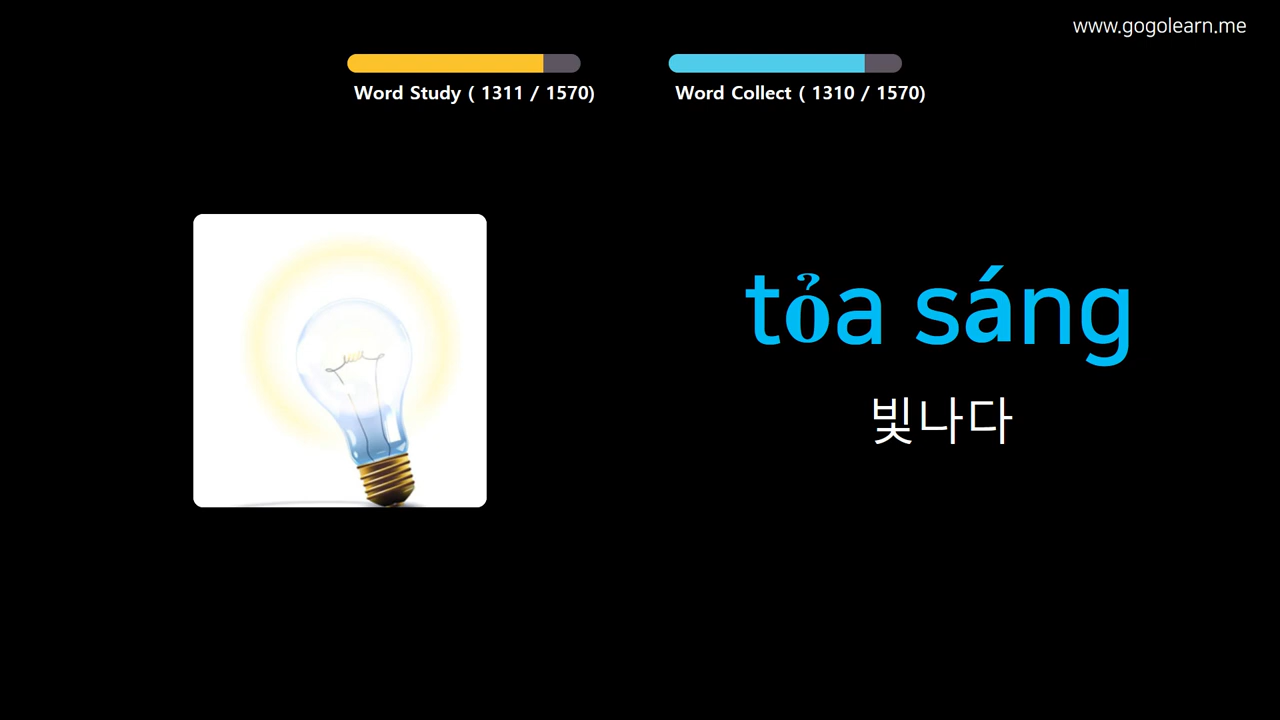 www.gogolearn.me
Word Study ( 1311 / 1570)
Word Collect ( 1310 / 1570)
tỏa sáng
빛나다